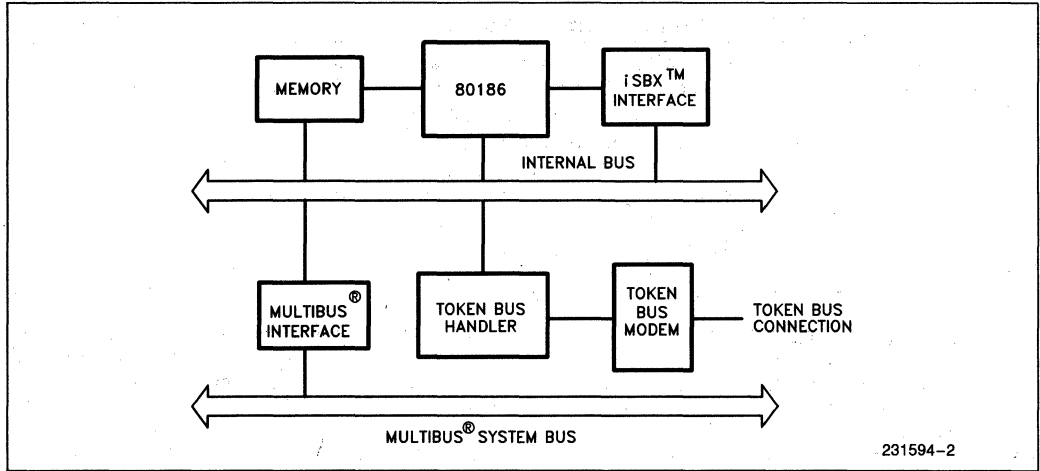 MEMORY
80186
iSBX™
INTERFACE
INTERNAL BUS
MULTIBUS®
INTERFACE
TOKEN BUS
HANDLER
TOKEN
BUS
MODEM
TOKEN BUS
CONNECTION
MULTIBUS® SYSTEM BUS
231594-2